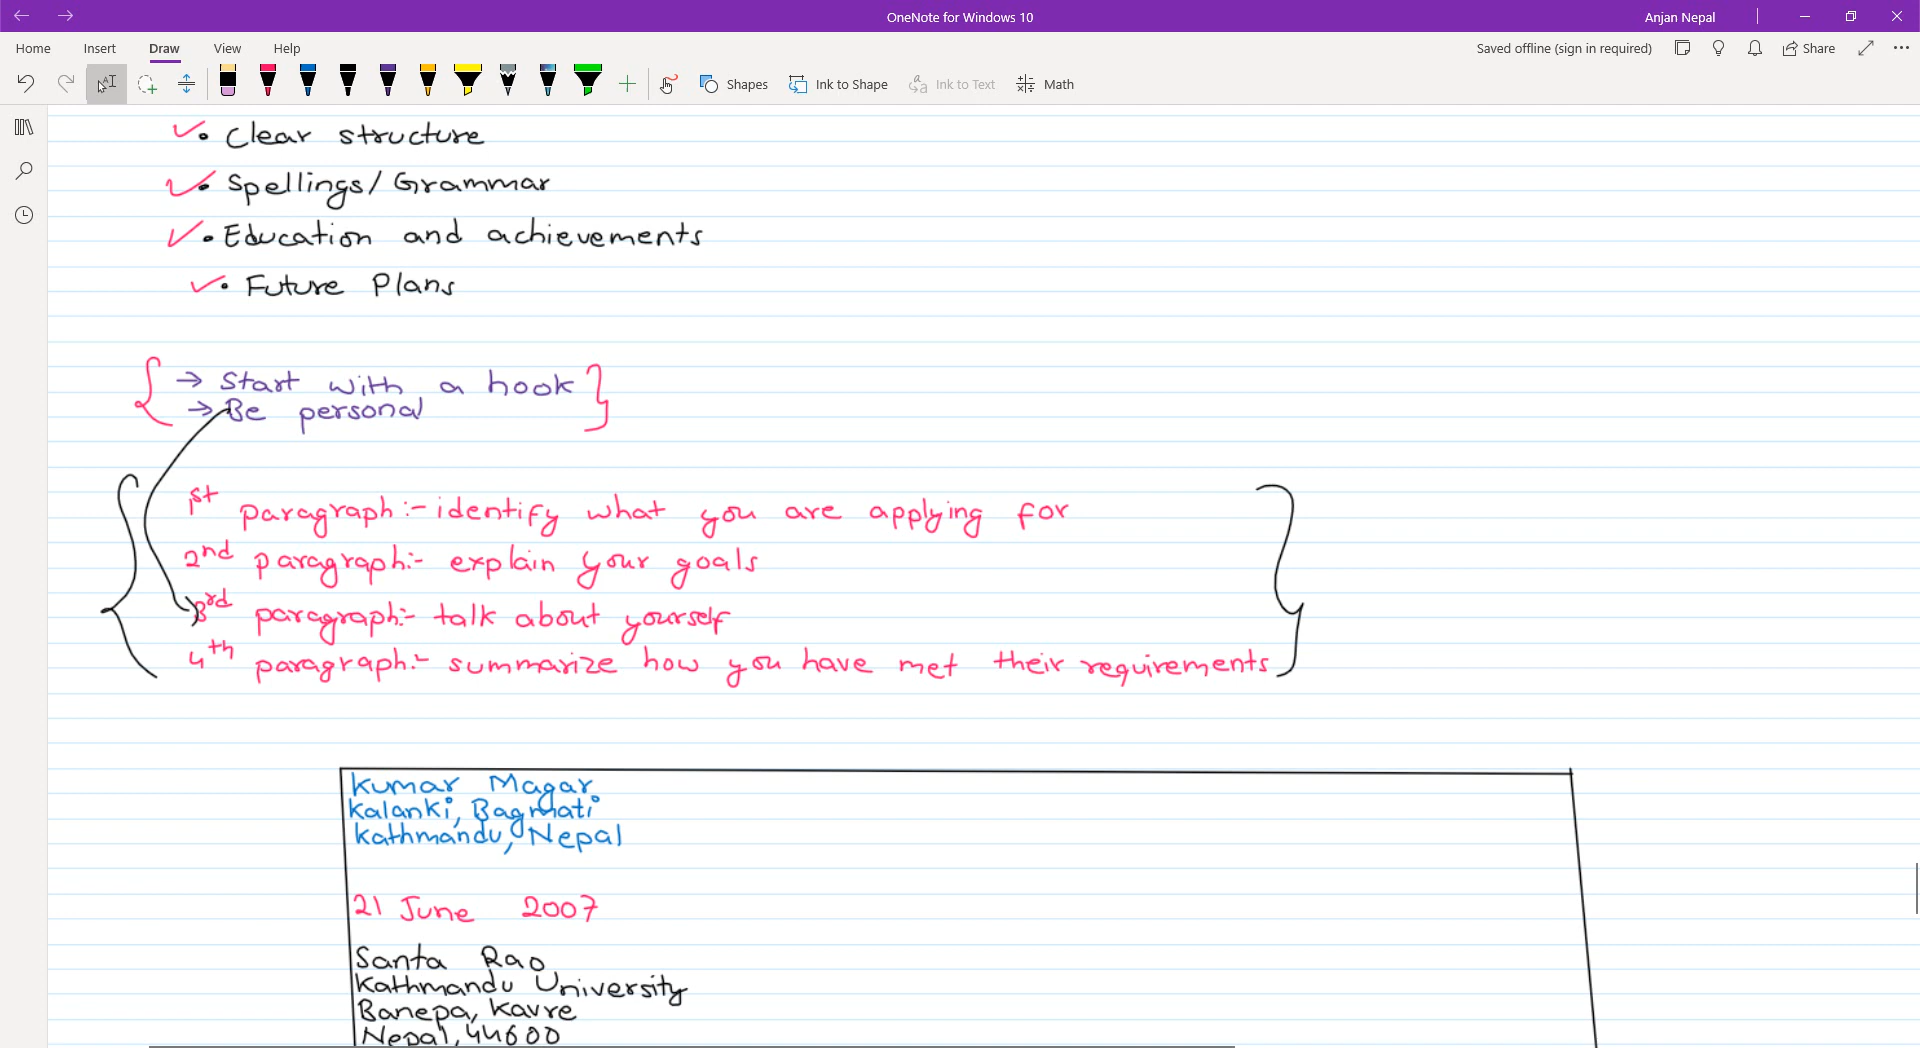 OneNote for Windows 10
Anjan Nepal
Home Insert Draw View Help
Saved offline (sign in required) Share
Shapes Ink to Shape Ink to Text Math
• Clear structure
• Spellings/Grammar
• Education and achievements
• Future Plans
→ Start with a hook
→ Be personal
1st paragraph:- identify what you are applying for
2nd paragraph:- explain your goals
3rd paragraph:- talk about yourself
4th paragraph:- summarize how you have met their requirements
Kumar Magar
Kalanki, Bagmati
Kathmandu, Nepal
21 June 2007
Santa Rao
Kathmandu University
Banepa, Kavre
Nepal, 44600